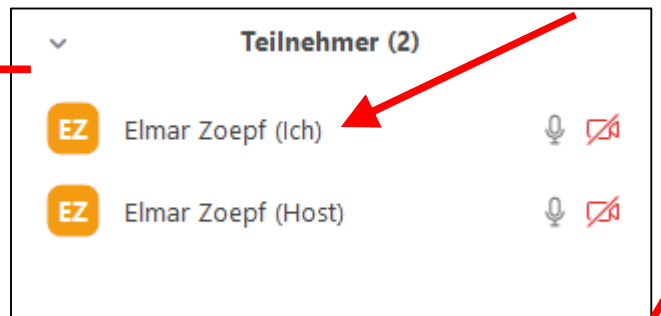 Teilnehmer (2)
EZ Elmar Zoepf (Ich)
EZ Elmar Zoepf (Host)